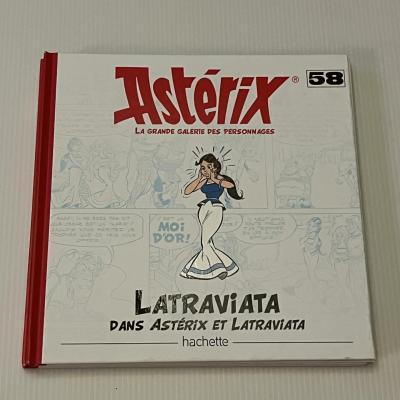 Astérix® 58
LA GRANDE GALERIE DES PERSONNAGES
MOI
D'OR!
LATRAVIATA
DANS ASTÉRIX ET LATRAVIATA
hachette